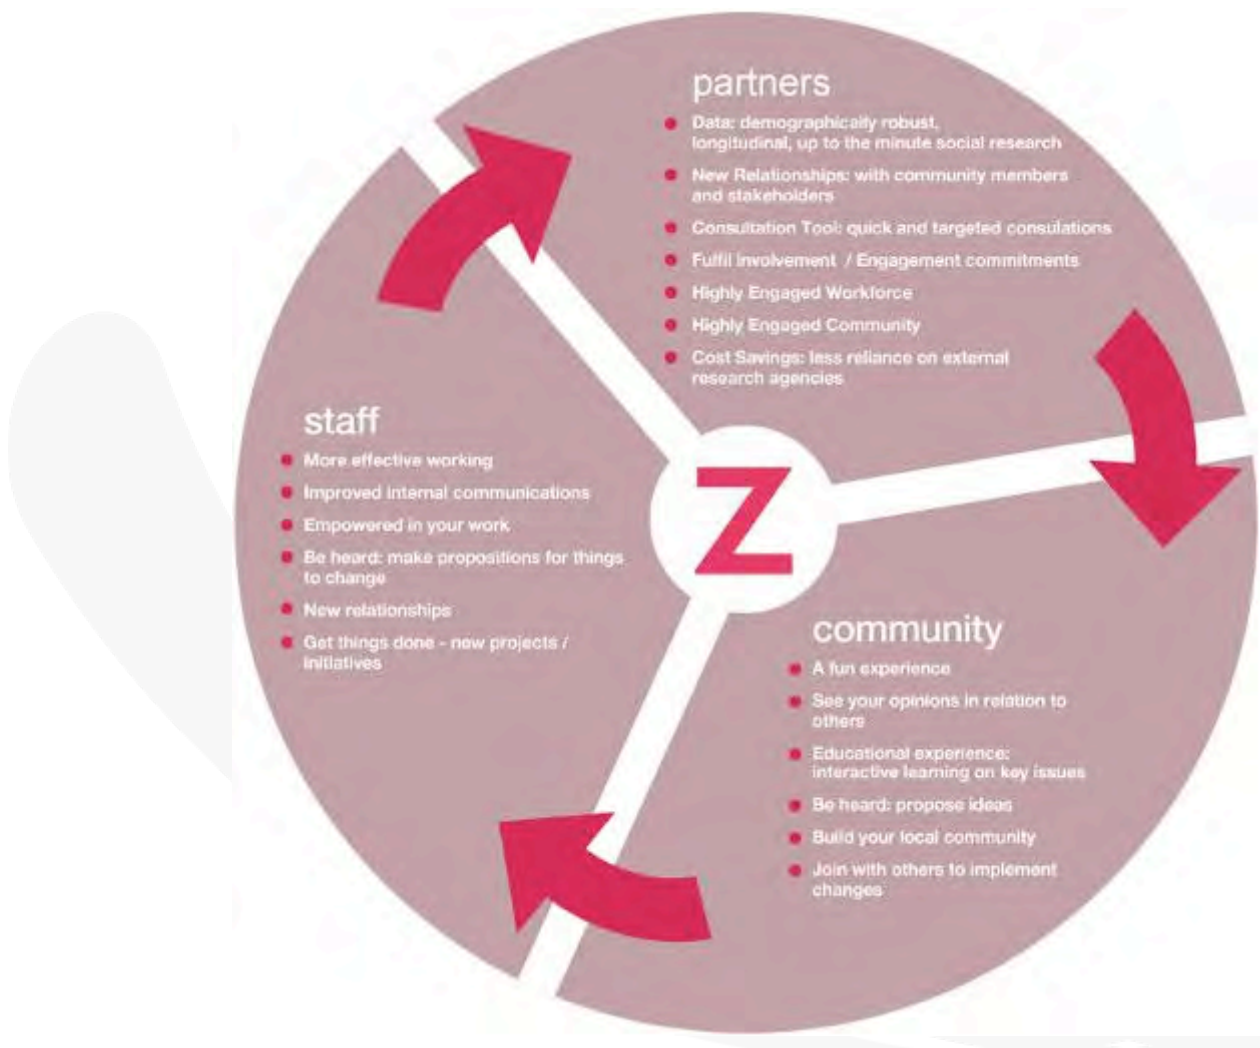 partners
Data: demographically robust,
longitudinal, up to the minute social research
New Relationships: with community members
and stakeholders
Consultation Tool: quick and targeted consulations
Fulfil Involvement / Engagement commitments
Highly Engaged Workforce
Highly Engaged Community
Cost Savings: less reliance on external
research agencies
staff
More effective working
Improved internal communications
Empowered in your work
Be heard: make propositions for things
to change
New relationships
Get things done - new projects /
initiatives
Z
community
A fun experience
See your opinions in relation to
others
Educational experience:
interactive learning on key issues
Be heard: propose ideas
Build your local community
Join with others to implement
changes